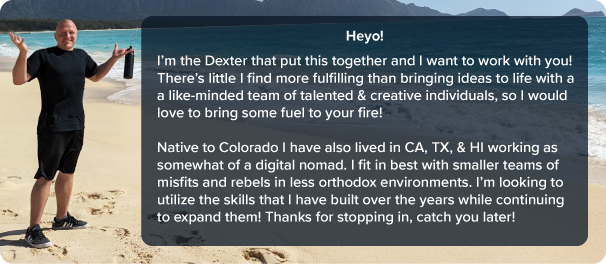 Heyo!
I'm the Dexter that put this together and I want to work with you!
There's little I find more fulfilling than bringing ideas to life with a
a like-minded team of talented & creative individuals, so I would
love to bring some fuel to your fire!
Native to Colorado I have also lived in CA, TX, & HI working as
somewhat of a digital nomad. I fit in best with smaller teams of
misfits and rebels in less orthodox environments. I'm looking to
utilize the skills that I have built over the years while continuing
to expand them! Thanks for stopping in, catch you later!